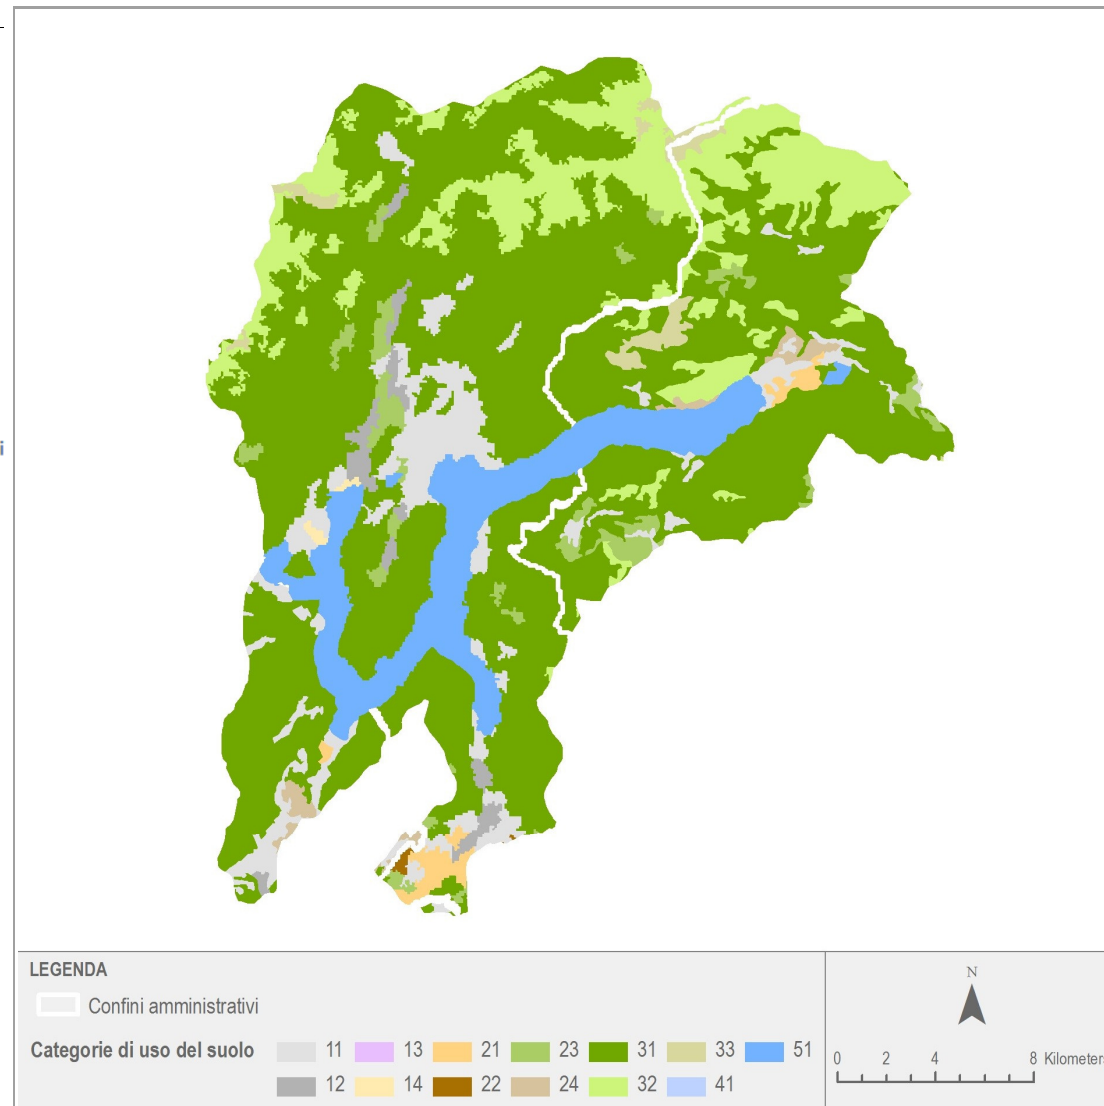 i
LEGENDA
Confini amministrativi
Categorie di uso del suolo
11 13 21 23 31 33 51
12 14 22 24 32 41
N
0 2 4 8 Kilometers